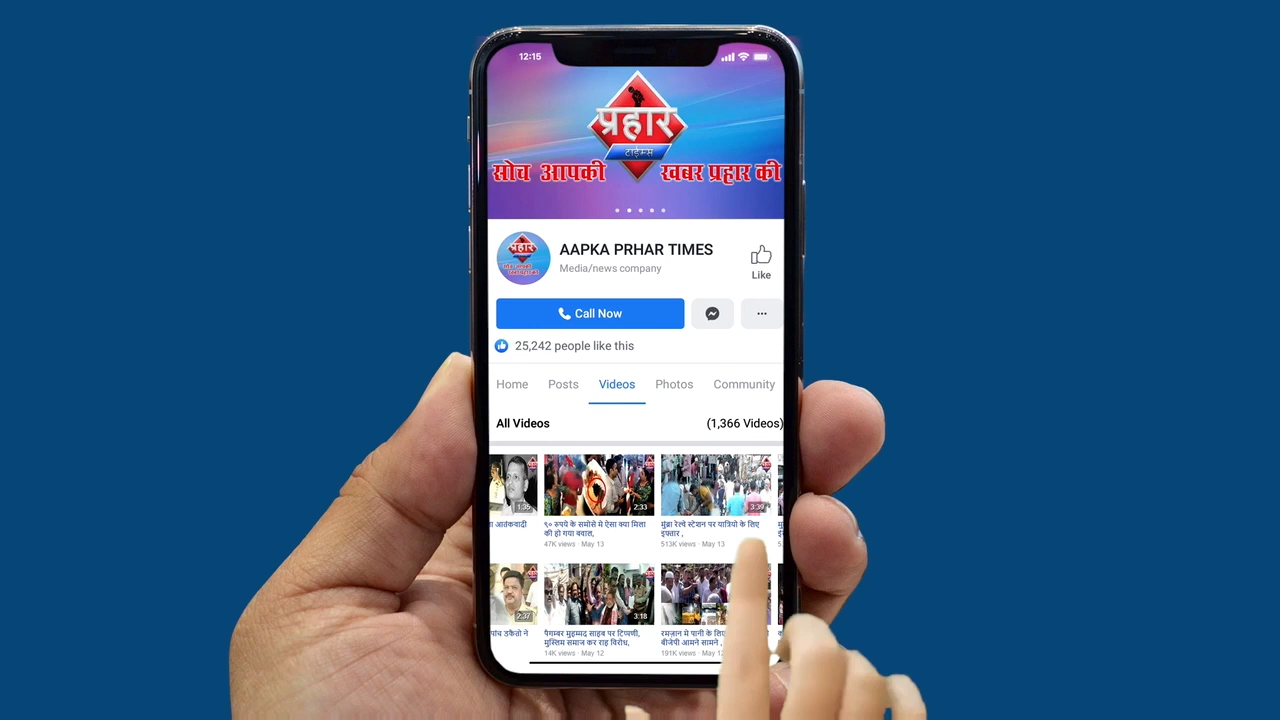 12:15
प्रहार
टाईम्स
सोच आपकी खबर प्रहार की
AAPKA PRHAR TIMES
Media/news company
Like
Call Now
25,242 people like this
Home Posts Videos Photos Community
All Videos (1,366 Videos)
1:35 2:33 3:39
आतंकवादी
९० रुपये के समोसे मे ऐसा क्या मिला
की हो गया बवाल,
47K views · May 13
मुंब्रा रेल्वे स्टेशन पर यात्रियो के लिए
इफ्तार ,
513K views · May 13
2:37 3:18
पांच डकैतो ने
पैगम्बर मुहम्मद साहब पर टिप्पणी,
मुस्लिम समाज कर राह विरोध,
14K views · May 12
रमज़ान मे पानी के लिए
बीजेपी आमने सामने ,
191K views · May